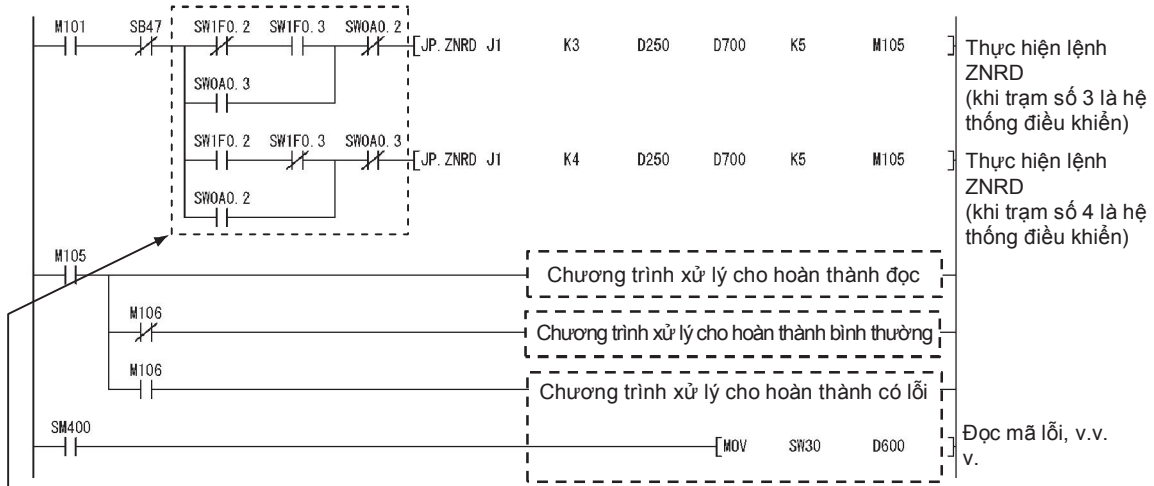 M101 SB47 SW1F0.2 SW1F0.3 SW0A0.2 [JP.ZNRD J1 K3 D250 D700 K5 M105 ]
Thực hiện lệnh
ZNRD
(khi trạm số 3 là hệ
thống điều khiển)
SW0A0.3
SW1F0.2 SW1F0.3 SW0A0.3 [JP.ZNRD J1 K4 D250 D700 K5 M105 ]
Thực hiện lệnh
ZNRD
(khi trạm số 4 là hệ
thống điều khiển)
SW0A0.2
M105
Chương trình xử lý cho hoàn thành đọc
M106
Chương trình xử lý cho hoàn thành bình thường
M106
Chương trình xử lý cho hoàn thành có lỗi
SM400 [MOV SW30 D600 ]
Đọc mã lỗi, v.v.
v.